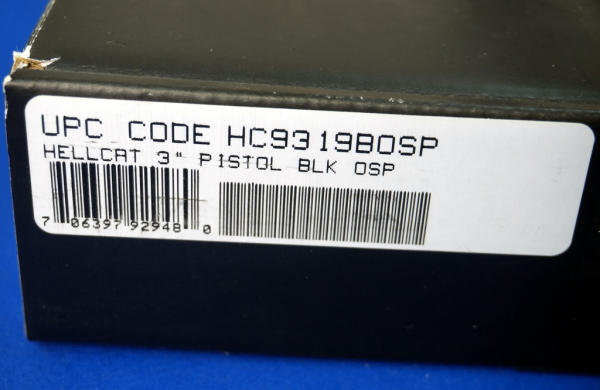 UPC CODE HC9319BOSP
HELLCAT 3" PISTOL BLK OSP
7 06397 92948 0